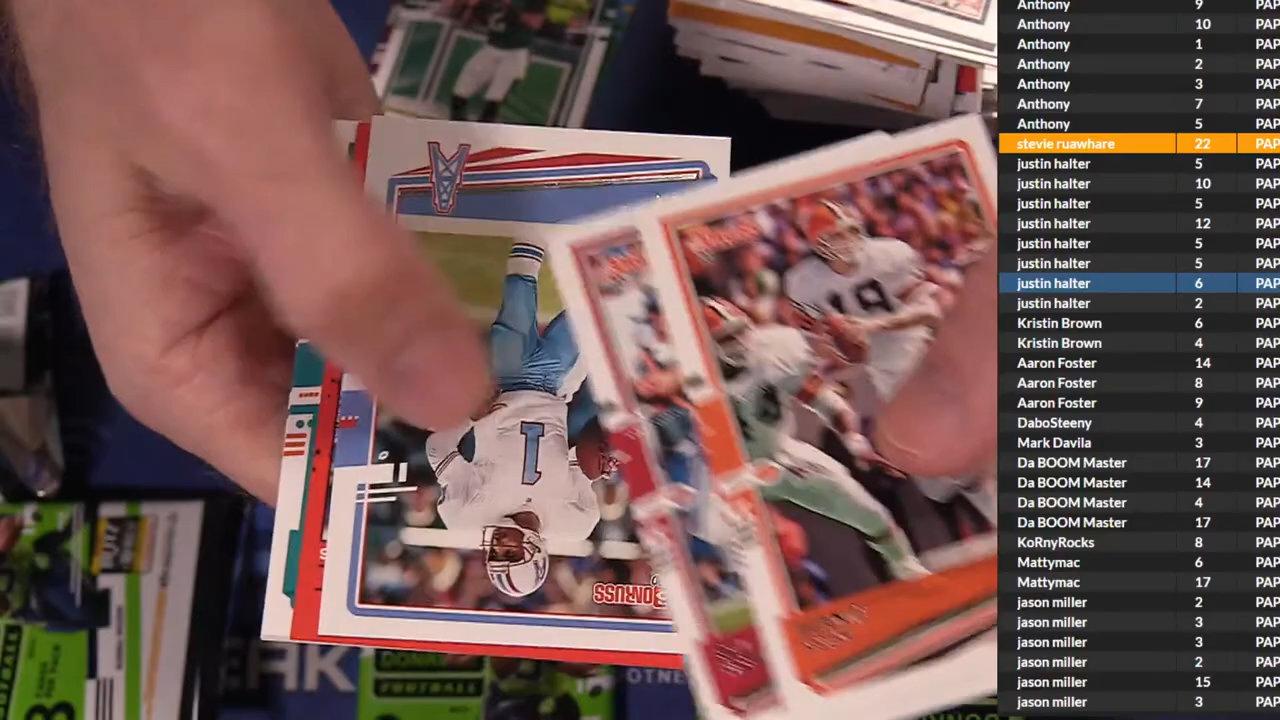 Anthony 9 PAP
Anthony 10 PAP
Anthony 1 PAP
Anthony 2 PAP
Anthony 3 PAP
Anthony 7 PAP
Anthony 5 PAP
stevie ruawhare 22 PAP
justin halter 5 PAP
justin halter 10 PAP
justin halter 5 PAP
justin halter 12 PAP
justin halter 5 PAP
justin halter 5 PAP
justin halter 6 PAP
justin halter 2 PAP
Kristin Brown 6 PAP
Kristin Brown 4 PAP
Aaron Foster 14 PAP
Aaron Foster 8 PAP
Aaron Foster 9 PAP
DaboSteeny 4 PAP
Mark Davila 3 PAP
Da BOOM Master 17 PAP
Da BOOM Master 14 PAP
Da BOOM Master 4 PAP
Da BOOM Master 17 PAP
KoRnyRocks 8 PAP
Mattymac 6 PAP
Mattymac 17 PAP
jason miller 2 PAP
jason miller 3 PAP
jason miller 3 PAP
jason miller 2 PAP
jason miller 15 PAP
jason miller 3 PAP
1
DONRUSS
19
EAK
FOOTBALL
OTNE